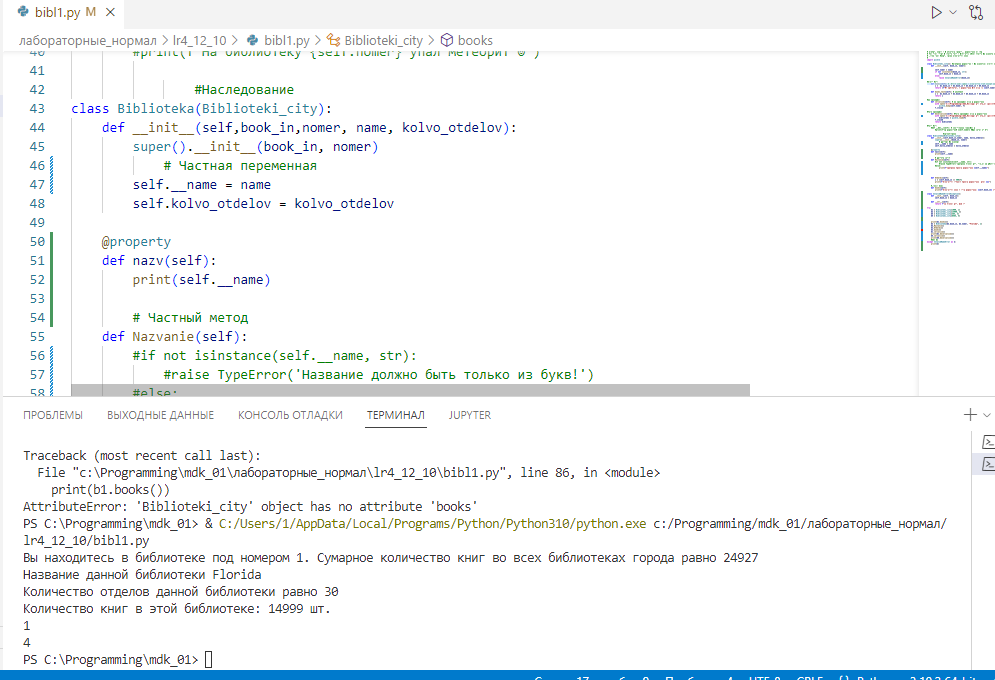 bibl1.py M
лабораторные_нормал > lr4_12_10 > bibl1.py > Biblioteki_city > books
40 #print(f'На библиотеку {self.nomer} упал метеорит
41
42 #Наследование
43 class Biblioteka(Biblioteki_city):
44 def __init__(self,book_in,nomer, name, kolvo_otdelov):
45 super().__init__(book_in, nomer)
46 # Частная переменная
47 self.__name = name
48 self.kolvo_otdelov = kolvo_otdelov
49
50 @property
51 def nazv(self):
52 print(self.__name)
53
54 # Частный метод
55 def Nazvanie(self):
56 #if not isinstance(self.__name, str):
57 #raise TypeError('Название должно быть только из букв!')
58 #else:
ПРОБЛЕМЫ ВЫХОДНЫЕ ДАННЫЕ КОНСОЛЬ ОТЛАДКИ ТЕРМИНАЛ JUPYTER
Traceback (most recent call last):
File "c:\Programming\mdk_01\лабораторные_нормал\lr4_12_10\bibl1.py", line 86, in <module>
print(b1.books())
AttributeError: 'Biblioteki_city' object has no attribute 'books'
PS C:\Programming\mdk_01> & C:/Users/1/AppData/Local/Programs/Python/Python310/python.exe c:/Programming/mdk_01/лабораторные_нормал/
lr4_12_10/bibl1.py
Вы находитесь в библиотеке под номером 1. Сумарное количество книг во всех библиотеках города равно 24927
Название данной библиотеки Florida
Количество отделов данной библиотеки равно 30
Количество книг в этой библиотеке: 14999 шт.
1
4
PS C:\Programming\mdk_01>